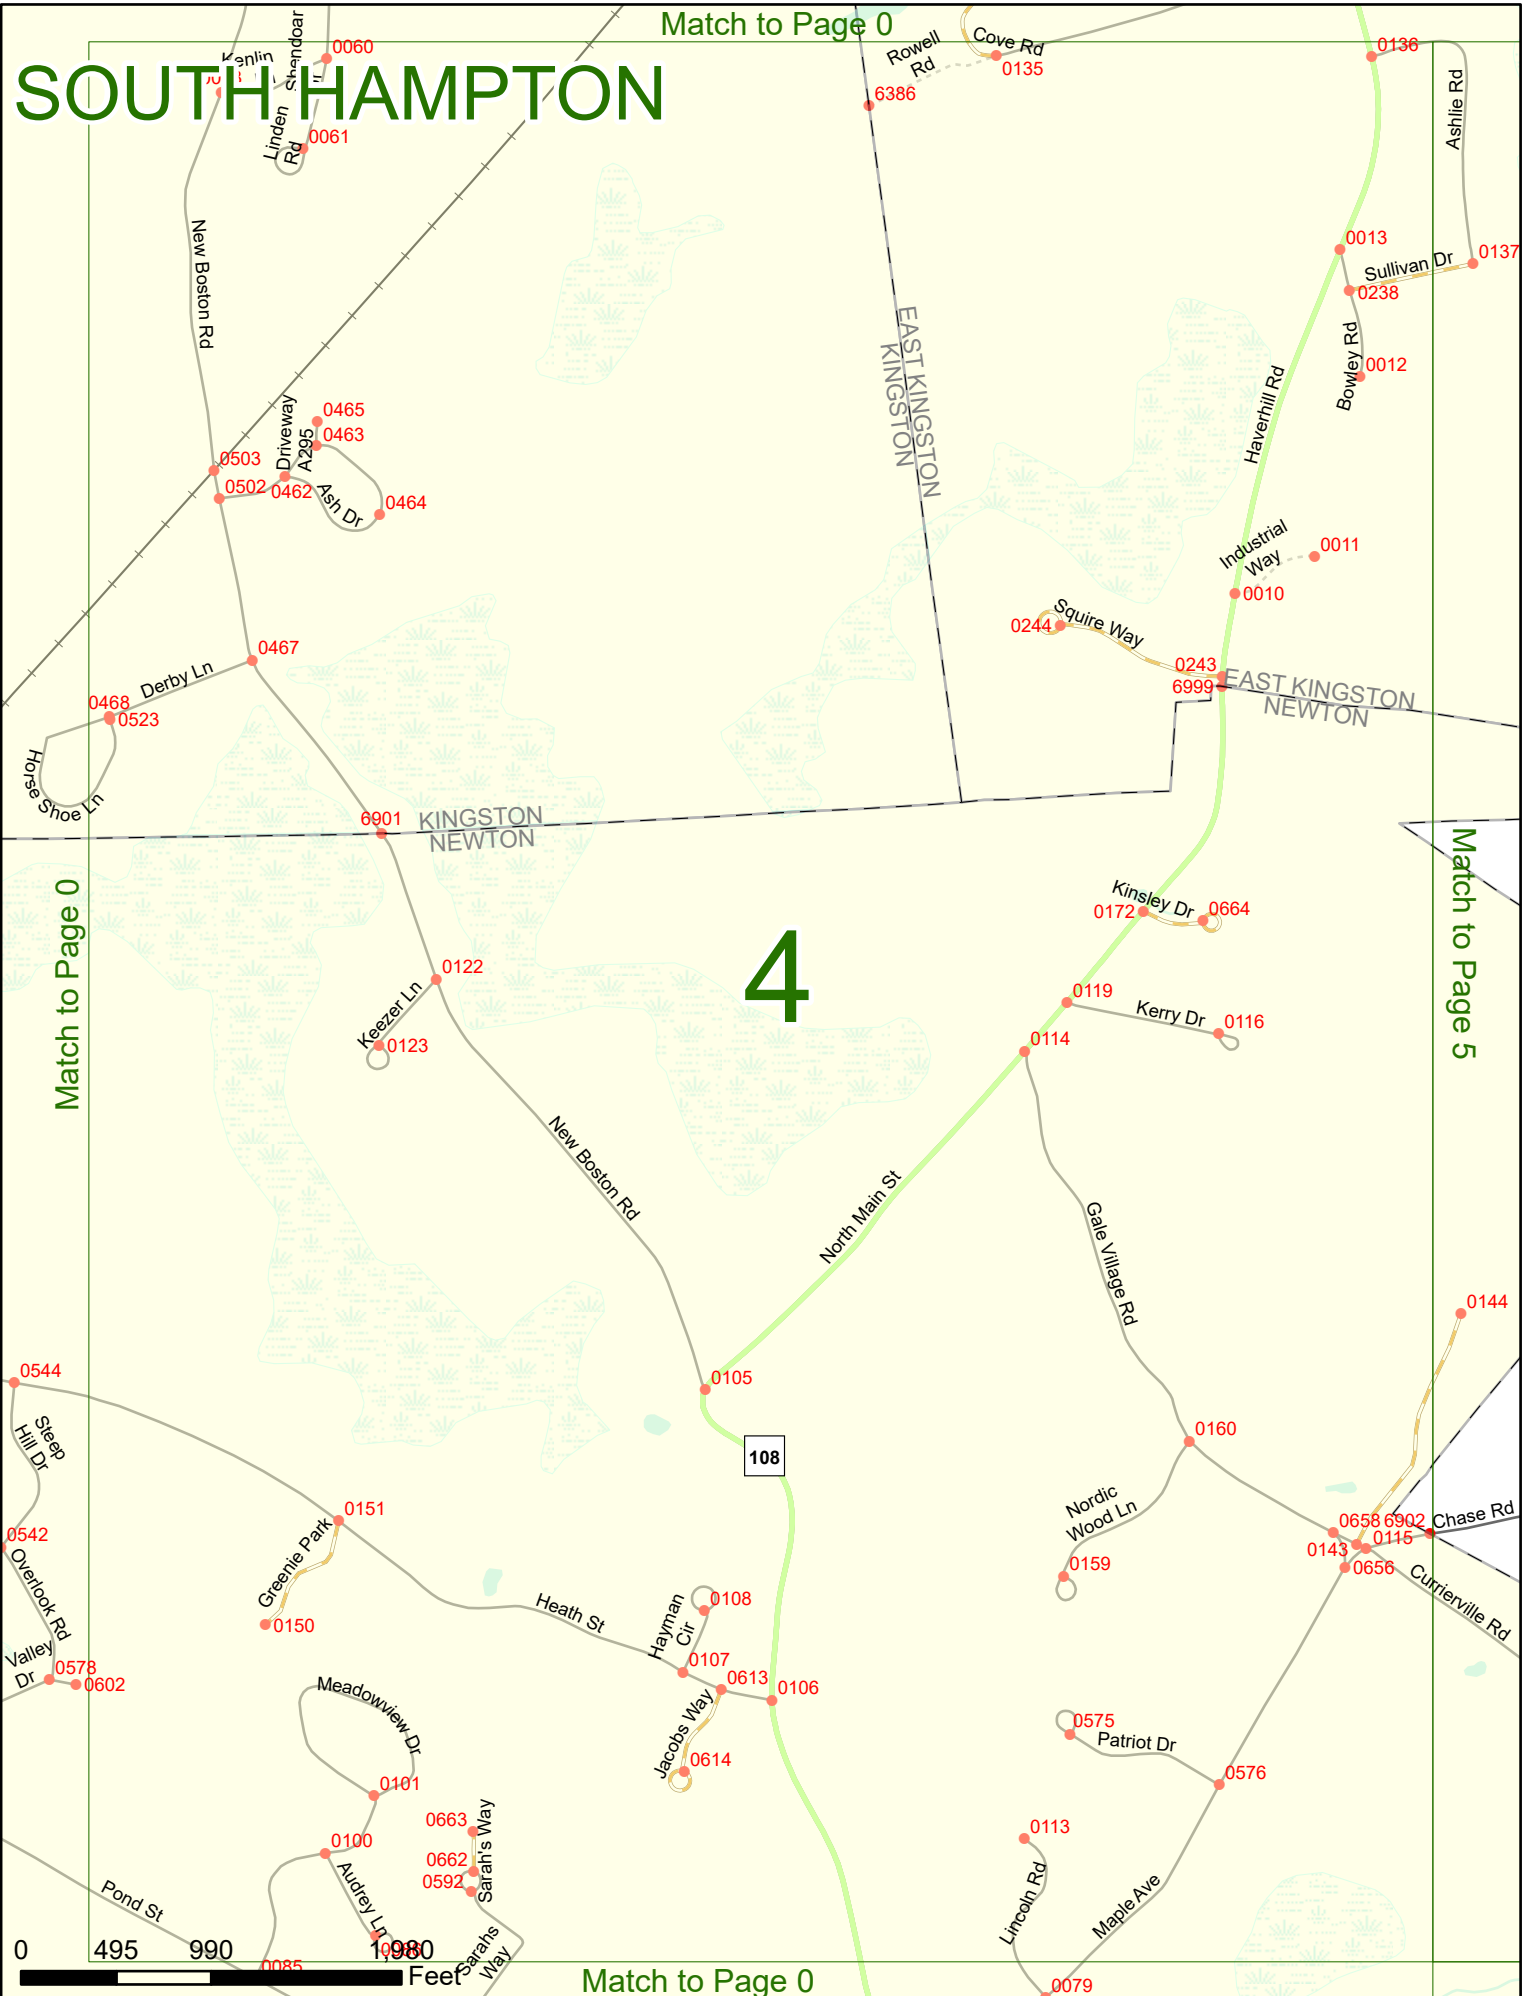 Match to Page 0
SOUTH HAMPTON
Kenlin
Shendoar
0060
Linden
Rd
0061
Rowell
Rd
Cove Rd
0135
6386
0136
Ashlie Rd
New Boston Rd
0013
Sullivan Dr
0137
0238
Bowley Rd
0012
EAST KINGSTON
KINGSTON
Haverhill Rd
0465
Driveway
A295
0463
0503
0502
0462
Ash Dr
0464
Industrial
Way
0011
0010
0244
Squire Way
0243
6999
EAST KINGSTON
NEWTON
0467
Derby Ln
0468
0523
Horse Shoe Ln
6901
KINGSTON
NEWTON
Match to Page 0
Match to Page 5
Kinsley Dr
0172
0664
4
0122
Keezer Ln
0123
0119
Kerry Dr
0116
0114
New Boston Rd
North Main St
Gale Village Rd
0144
0544
Steep
Hill Dr
0105
108
0160
0151
Greenie Park
0150
0542
Overlook Rd
Nordic
Wood Ln
0159
0658
6902
Chase Rd
0143
0115
0656
Currierville Rd
Heath St
Hayman
Cir
0108
0107
0613
0106
Jacobs Way
0614
Valley
Dr
0578
0602
Meadowview Dr
0101
0575
Patriot Dr
0576
0100
Audrey Ln
0663
0662
0592
Sarah's Way
Sarahs
Way
0113
Lincoln Rd
Maple Ave
Pond St
0085
0079
0
495
990
1,980
Feet
Match to Page 0